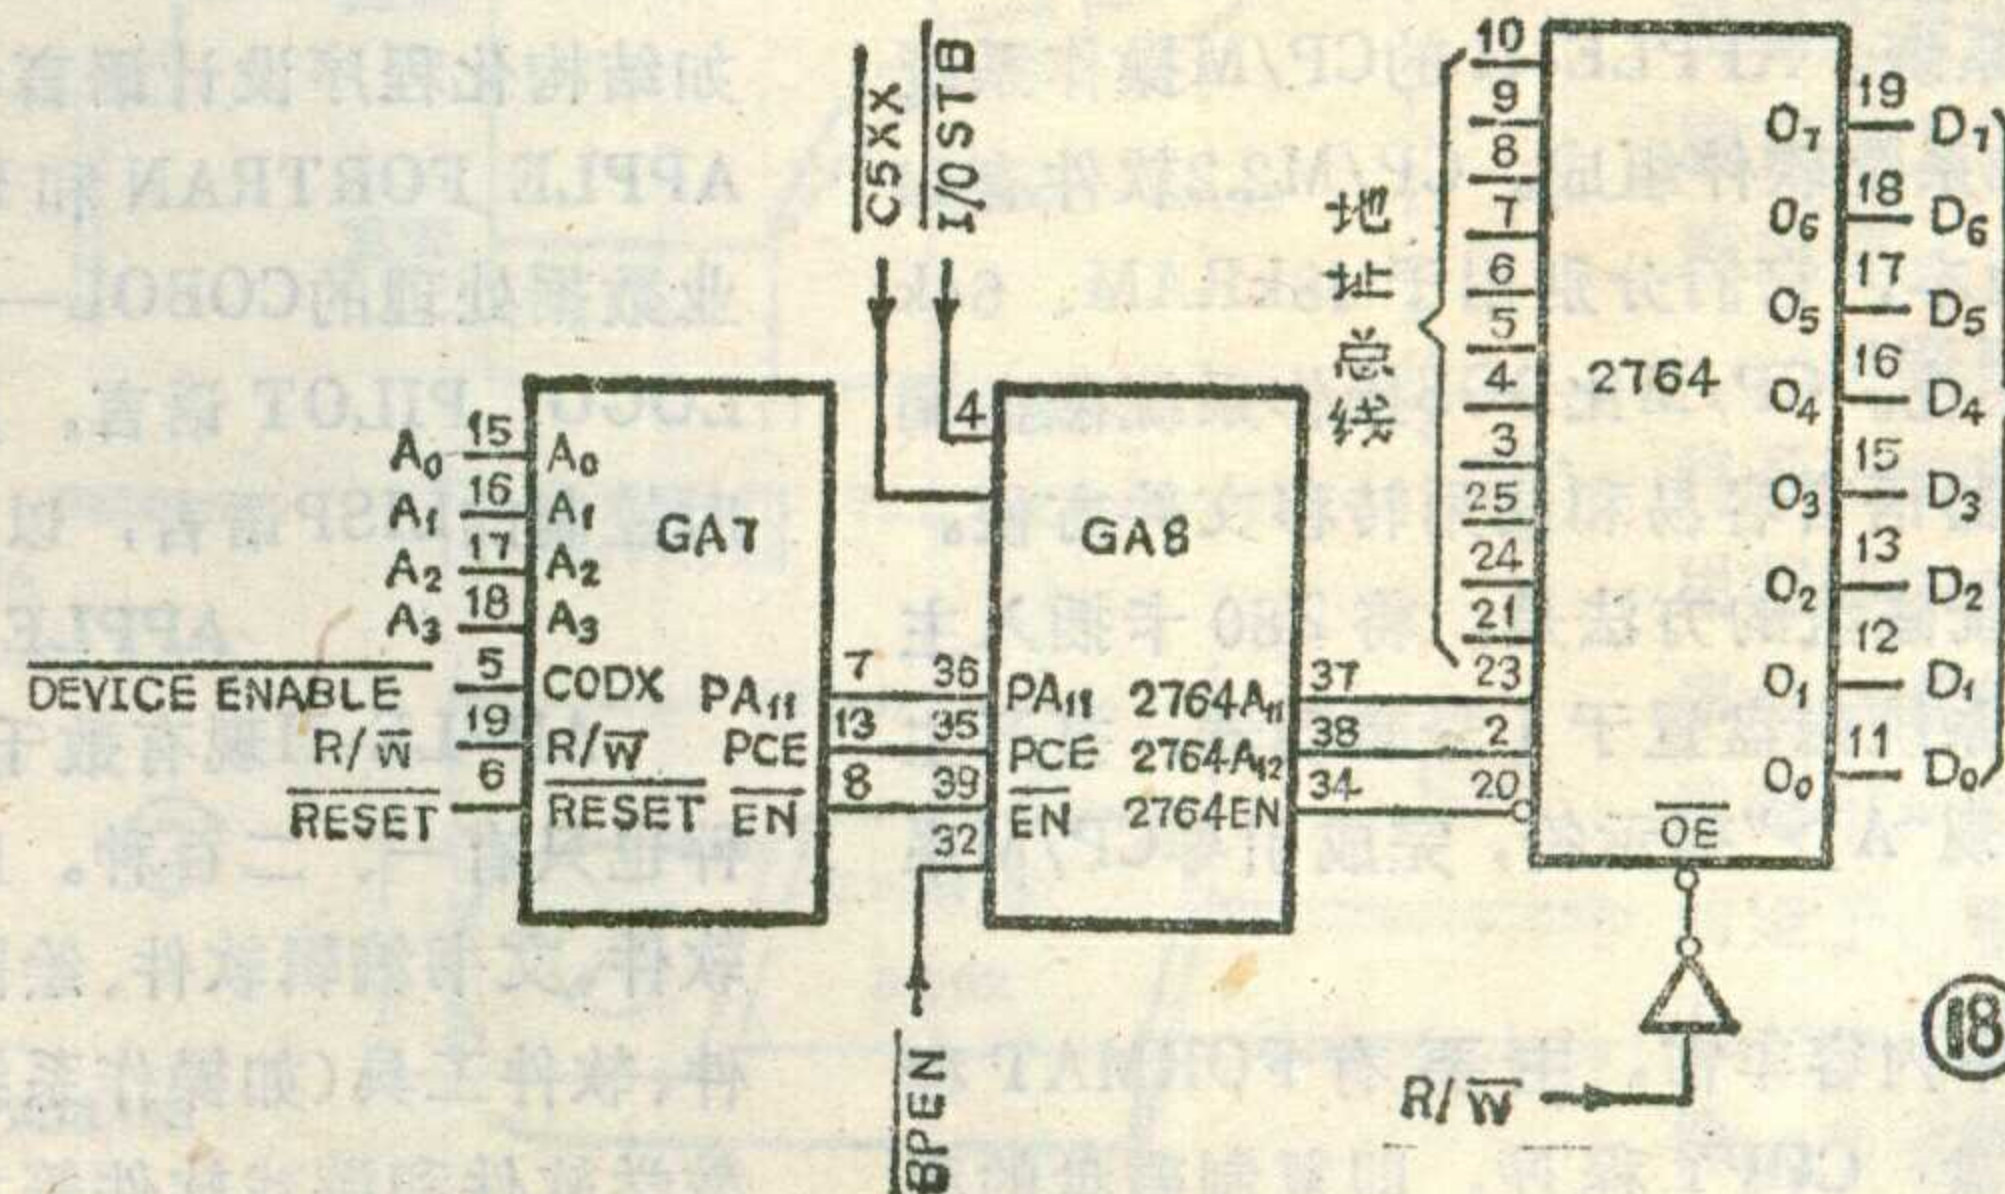 A₀ 15 A₀
A₁ 16 A₁
A₂ 17 A₂
A₃ 18 A₃
DEVICE ENABLE 5 CODX
R/W̅ 19 R/W̅
RESET 6 RESET
GA7
PA₁₁ 7 36 PA₁₁
PCE 13 35 PCE
EN 8 39 EN
32
BPEN
C5XX
I/OSTB
4
GA8
2764A₁₁ 37 23
2764A₁₂ 38 2
2764EN 34 20
地址总线
10
9
8
7
6
5
4
3
25
24
21
2764
O₇ 19 D₇
O₆ 18 D₆
O₅ 17 D₅
O₄ 16 D₄
O₃ 15 D₃
O₂ 13 D₂
O₁ 12 D₁
O₀ 11 D₀
OE
R/W̅
18